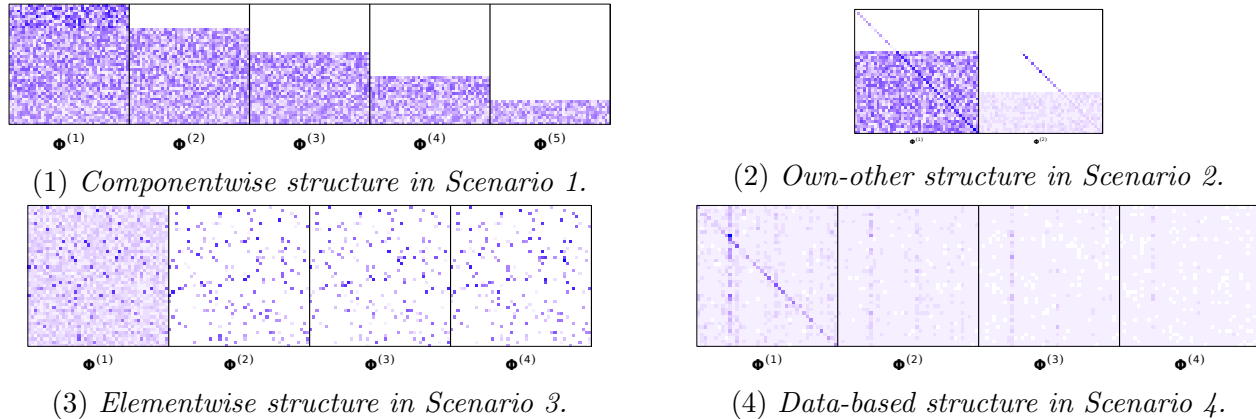 Φ(1) Φ(2) Φ(3) Φ(4) Φ(5)
(1) Componentwise structure in Scenario 1.
Φ(1) Φ(2)
(2) Own-other structure in Scenario 2.
Φ(1) Φ(2) Φ(3) Φ(4)
(3) Elementwise structure in Scenario 3.
Φ(1) Φ(2) Φ(3) Φ(4)
(4) Data-based structure in Scenario 4.